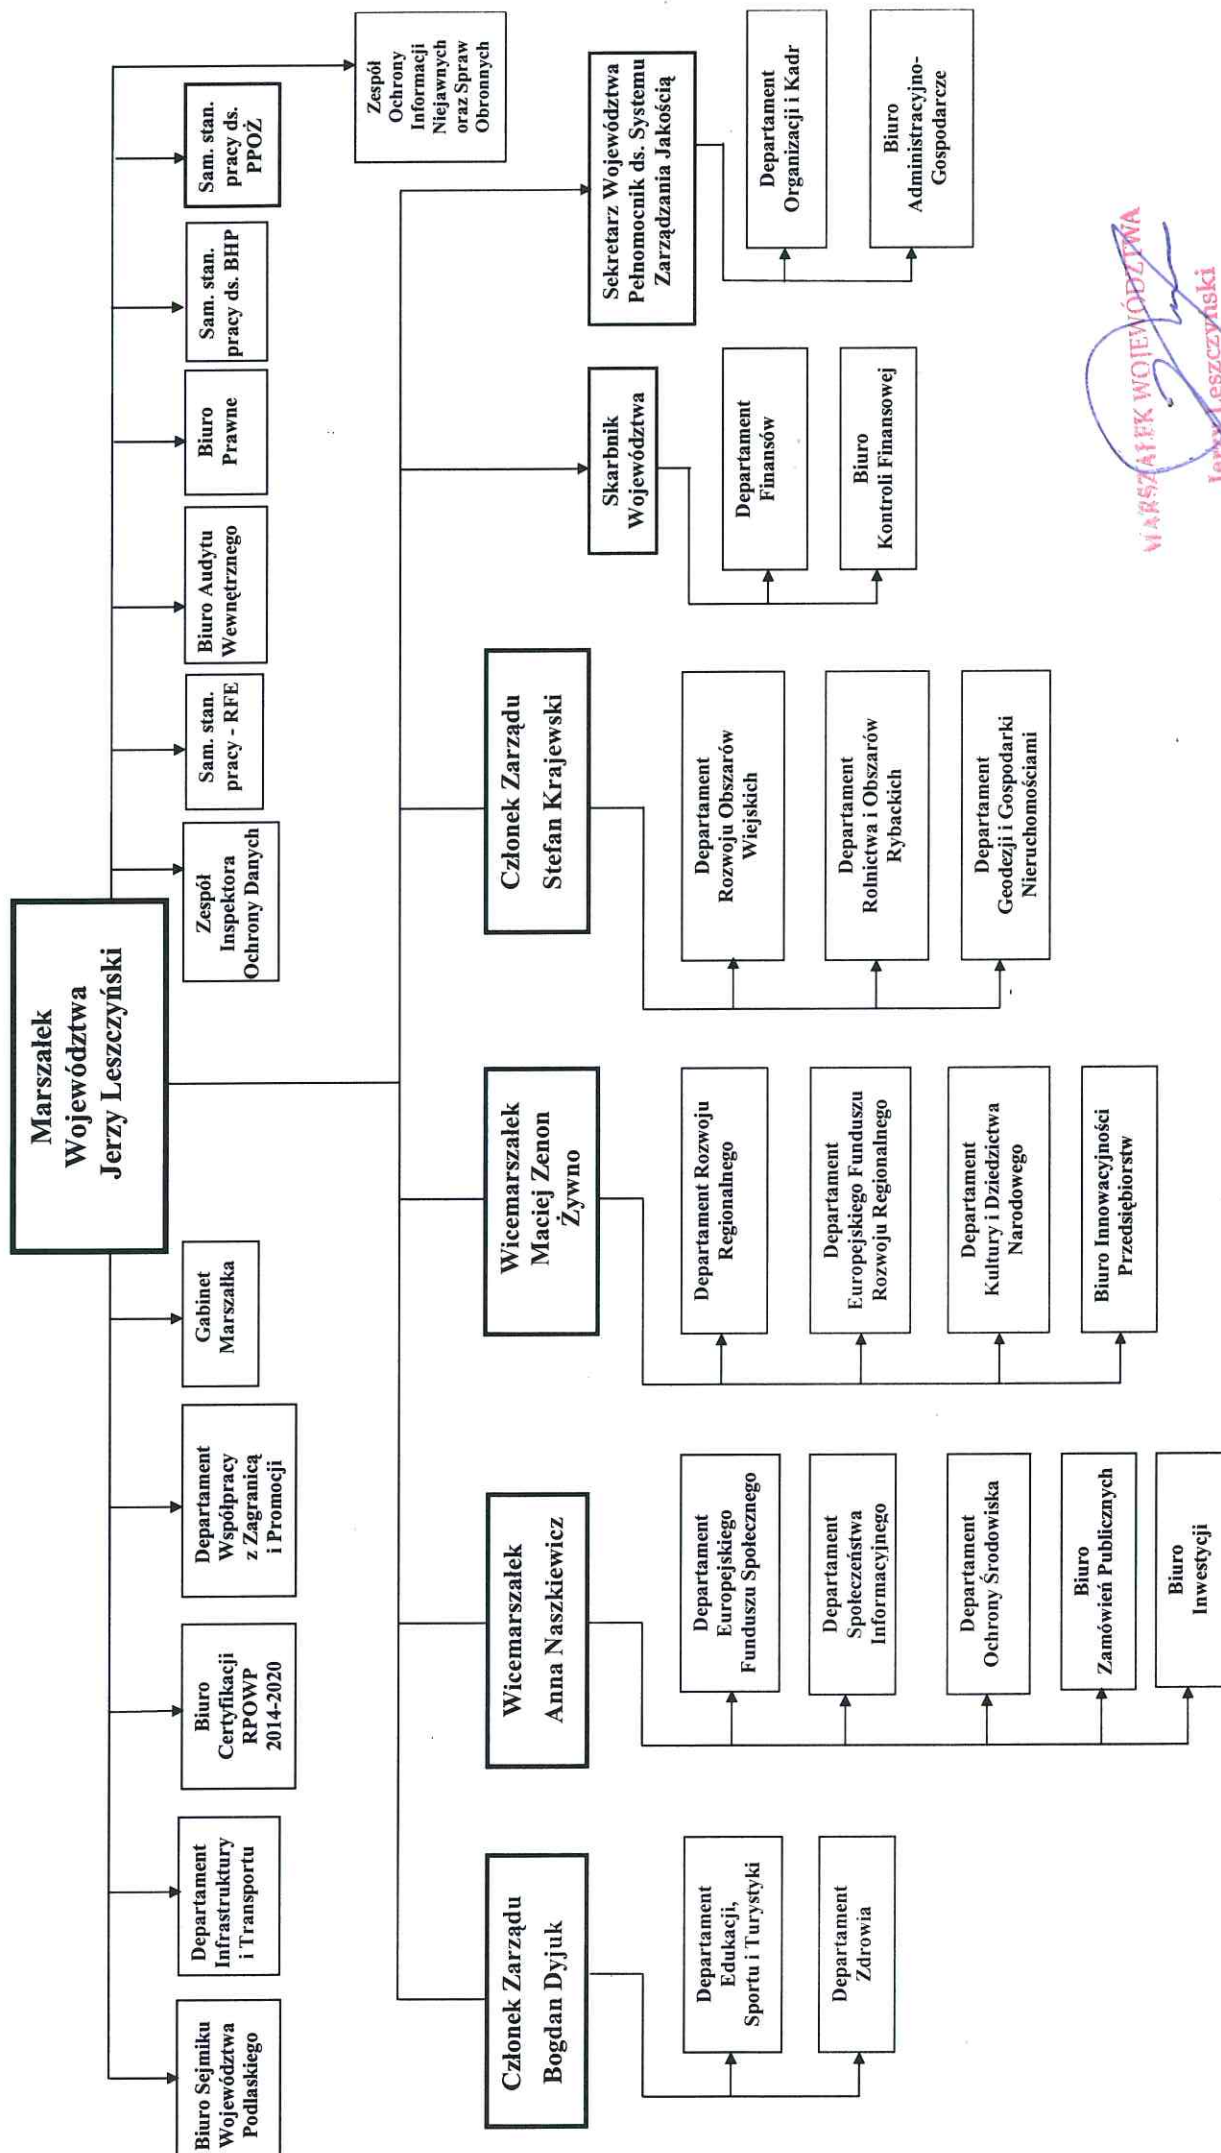 Marszałek
Województwa
Jerzy Leszczyński
Biuro Sejmiku
Województwa
Podlaskiego
Departament
Infrastruktury
i Transportu
Biuro
Certyfikacji
RPOWP
2014-2020
Departament
Współpracy
z Zagranicą
i Promocji
Gabinet
Marszałka
Zespół
Inspektora
Ochrony Danych
Sam. stan.
pracy - RFE
Biuro Audytu
Wewnętrznego
Biuro
Prawne
Sam. stan.
pracy ds. BHP
Sam. stan.
pracy ds.
PPOŻ
Zespół
Ochrony
Informacji
Niejawnych
oraz Spraw
Obronnych
Członek Zarządu
Bogdan Dyjuk
Departament
Edukacji,
Sportu i Turystyki
Departament
Zdrowia
Wicemarszałek
Anna Naszkiewicz
Departament
Europejskiego
Funduszu Społecznego
Departament
Społeczeństwa
Informacyjnego
Departament
Ochrony Środowiska
Biuro
Zamówień Publicznych
Biuro
Inwestycji
Wicemarszałek
Maciej Zenon
Żywno
Departament Rozwoju
Regionalnego
Departament
Europejskiego Funduszu
Rozwoju Regionalnego
Departament
Kultury i Dziedzictwa
Narodowego
Biuro Innowacyjności
Przedsiębiorstw
Członek Zarządu
Stefan Krajewski
Departament
Rozwoju Obszarów
Wiejskich
Departament
Rolnictwa i Obszarów
Rybackich
Departament
Geodezji i Gospodarki
Nieruchomościami
Skarbnik
Województwa
Departament
Finansów
Biuro
Kontroli Finansowej
Sekretarz Województwa
Pełnomocnik ds. Systemu
Zarządzania Jakością
Departament
Organizacji i Kadr
Biuro
Administracyjno-
Gospodarcze
MARSZAŁEK WOJEWÓDZTWA
Jerzy Leszczyński